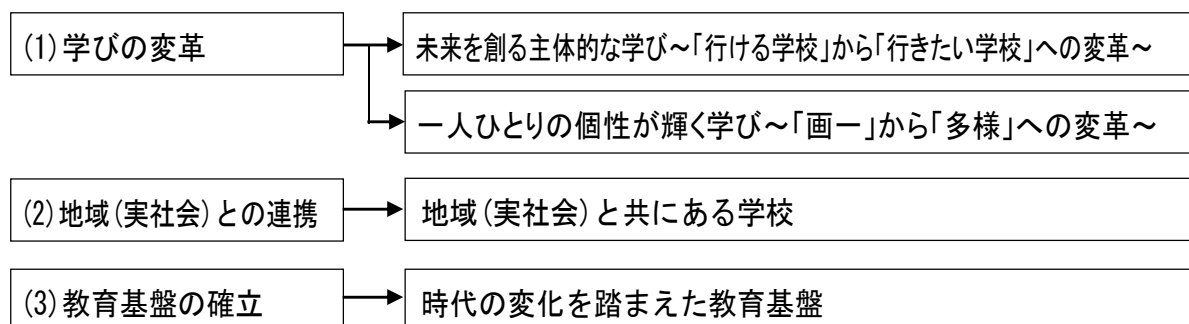 (1)学びの変革
未来を創る主体的な学び~「行ける学校」から「行きたい学校」への変革~
一人ひとりの個性が輝く学び~「画一」から「多様」への変革~
(2)地域(実社会)との連携
地域(実社会)と共にある学校
(3)教育基盤の確立
時代の変化を踏まえた教育基盤